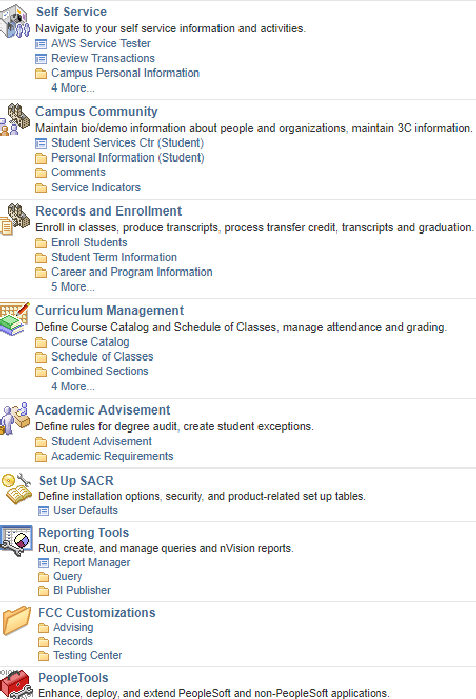 Self Service
Navigate to your self service information and activities.
AWS Service Tester
Review Transactions
Campus Personal Information
4 More...
Campus Community
Maintain bio/demo information about people and organizations, maintain 3C information.
Student Services Ctr (Student)
Personal Information (Student)
Comments
Service Indicators
Records and Enrollment
Enroll in classes, produce transcripts, process transfer credit, transcripts and graduation.
Enroll Students
Student Term Information
Career and Program Information
5 More...
Curriculum Management
Define Course Catalog and Schedule of Classes, manage attendance and grading.
Course Catalog
Schedule of Classes
Combined Sections
4 More...
Academic Advisement
Define rules for degree audit, create student exceptions.
Student Advisement
Academic Requirements
Set Up SACR
Define installation options, security, and product-related set up tables.
User Defaults
Reporting Tools
Run, create, and manage queries and nVision reports.
Report Manager
Query
BI Publisher
FCC Customizations
Advising
Records
Testing Center
PeopleTools
Enhance, deploy, and extend PeopleSoft and non-PeopleSoft applications.